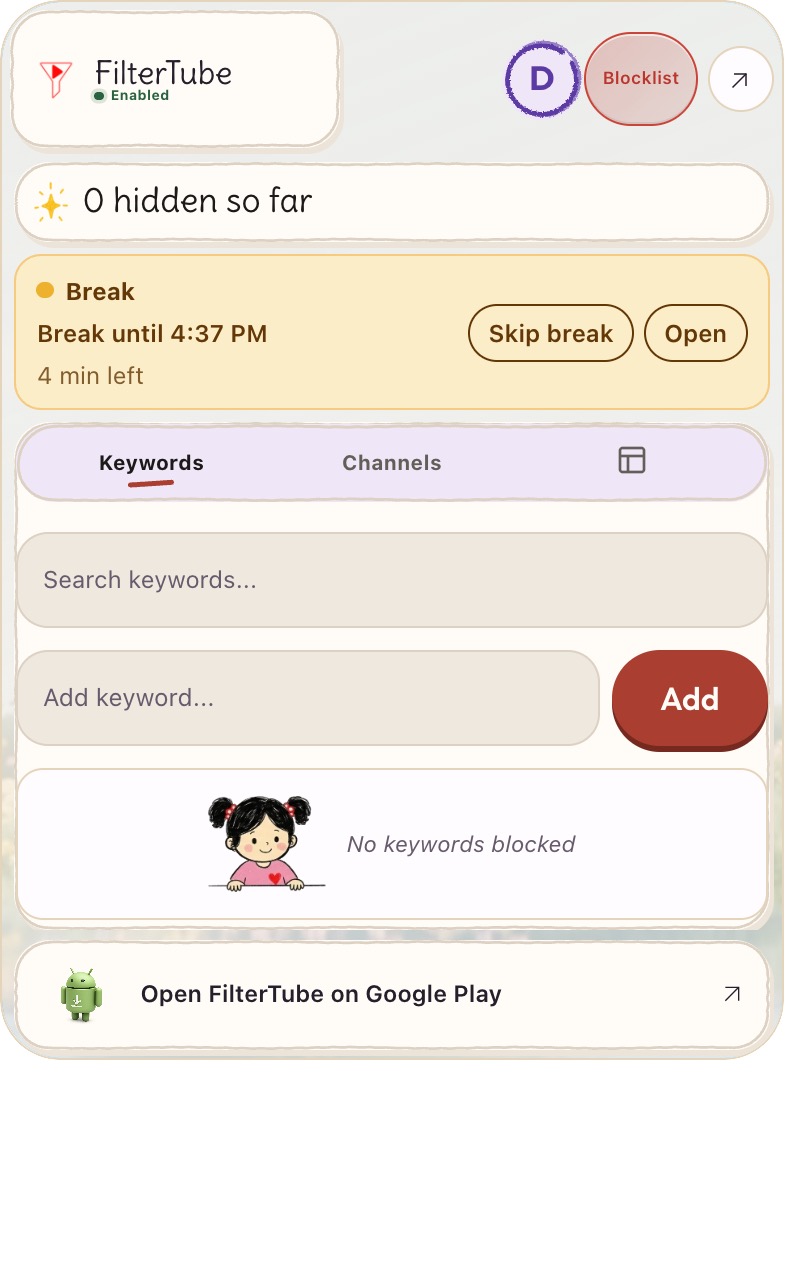 FilterTube
Enabled
D
Blocklist
0 hidden so far
Break
Break until 4:37 PM
4 min left
Skip break
Open
Keywords
Channels
Search keywords...
Add keyword...
Add
No keywords blocked
Open FilterTube on Google Play